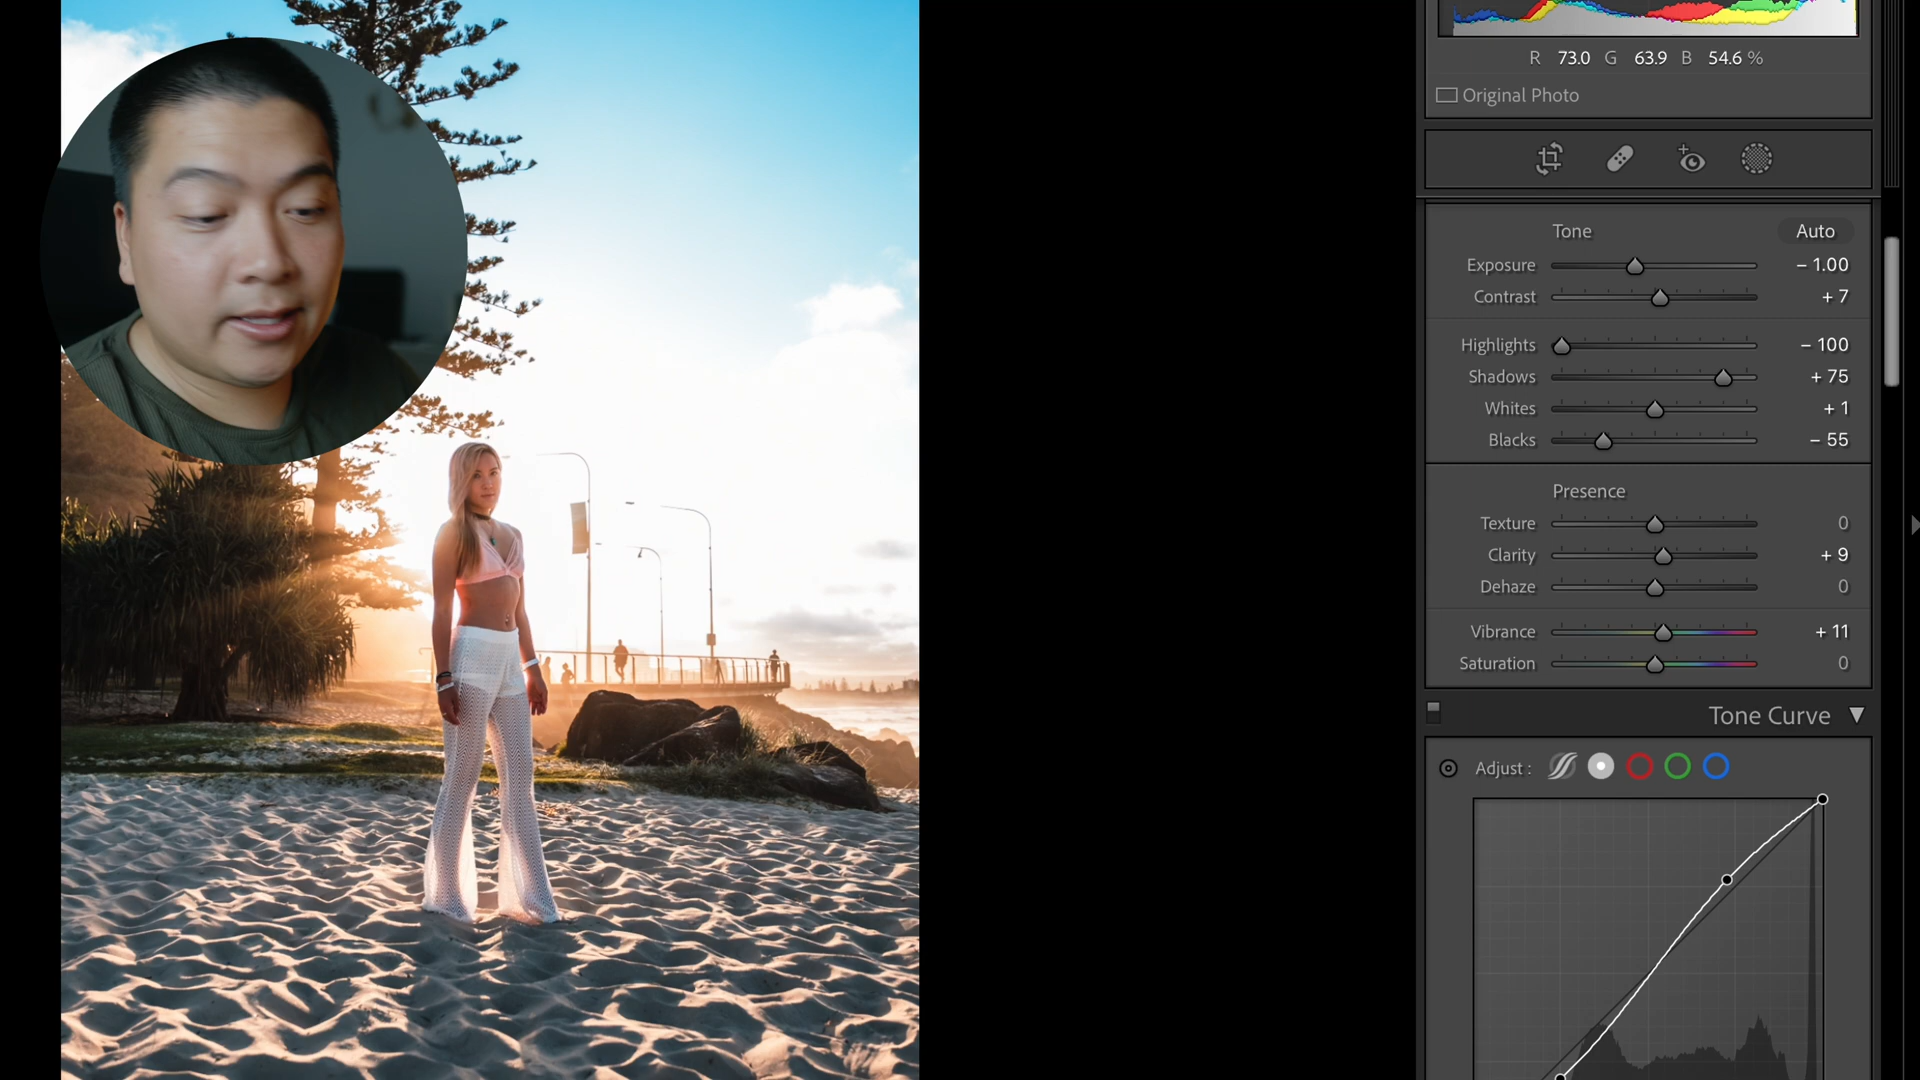 R 73.0 G 63.9 B 54.6 %
Original Photo
Tone Auto
Exposure – 1.00
Contrast + 7
Highlights – 100
Shadows + 75
Whites + 1
Blacks – 55
Presence
Texture 0
Clarity + 9
Dehaze 0
Vibrance + 11
Saturation 0
Tone Curve
Adjust :